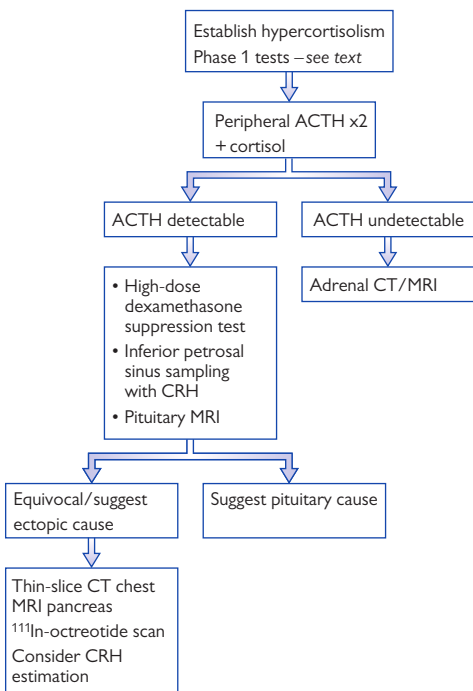 Establish hypercortisolism
Phase 1 tests – see text
Peripheral ACTH x2
+ cortisol
ACTH detectable
ACTH undetectable
• High-dose
dexamethasone
suppression test
• Inferior petrosal
sinus sampling
with CRH
• Pituitary MRI
Adrenal CT/MRI
Equivocal/suggest
ectopic cause
Suggest pituitary cause
Thin-slice CT chest
MRI pancreas
¹¹¹In-octreotide scan
Consider CRH
estimation